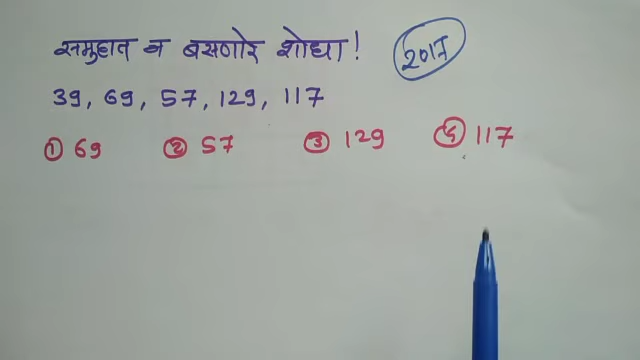 समुहात न बसणारे शोधा! 2017
39, 69, 57, 129, 117
① 69 ② 57 ③ 129 ④ 117